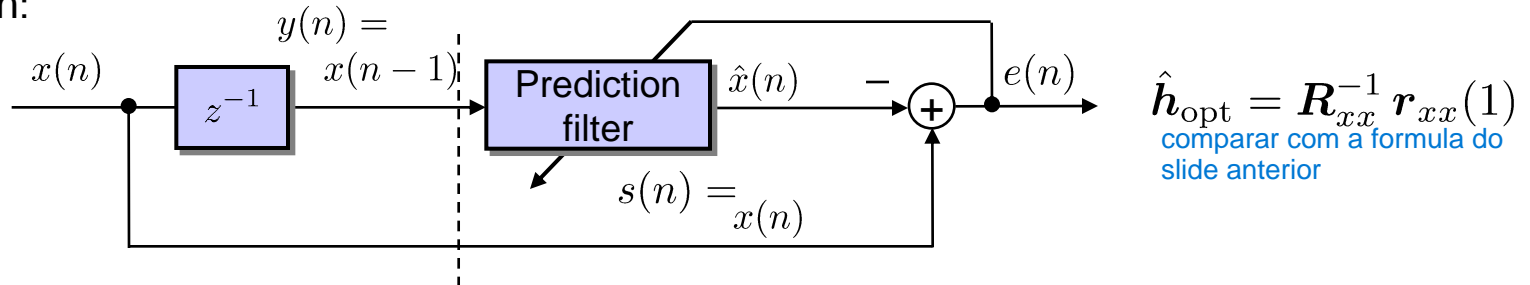 n:
y(n) =
x(n)
x(n − 1)
z⁻¹
Prediction
filter
x̂(n)
−
+
e(n)
s(n) =
x(n)
ĥ_opt = R_xx⁻¹ r_xx(1)
comparar com a formula do
slide anterior